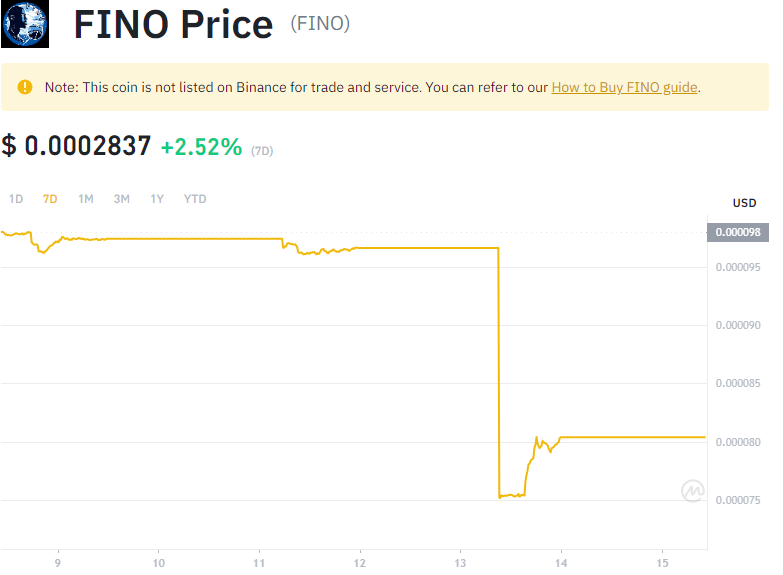 FINO Price (FINO)
Note: This coin is not listed on Binance for trade and service. You can refer to our How to Buy FINO guide.
$ 0.0002837 +2.52% (7D)
1D 7D 1M 3M 1Y YTD
USD
0.000098
0.000095
0.000090
0.000085
0.000080
0.000075
9 10 11 12 13 14 15